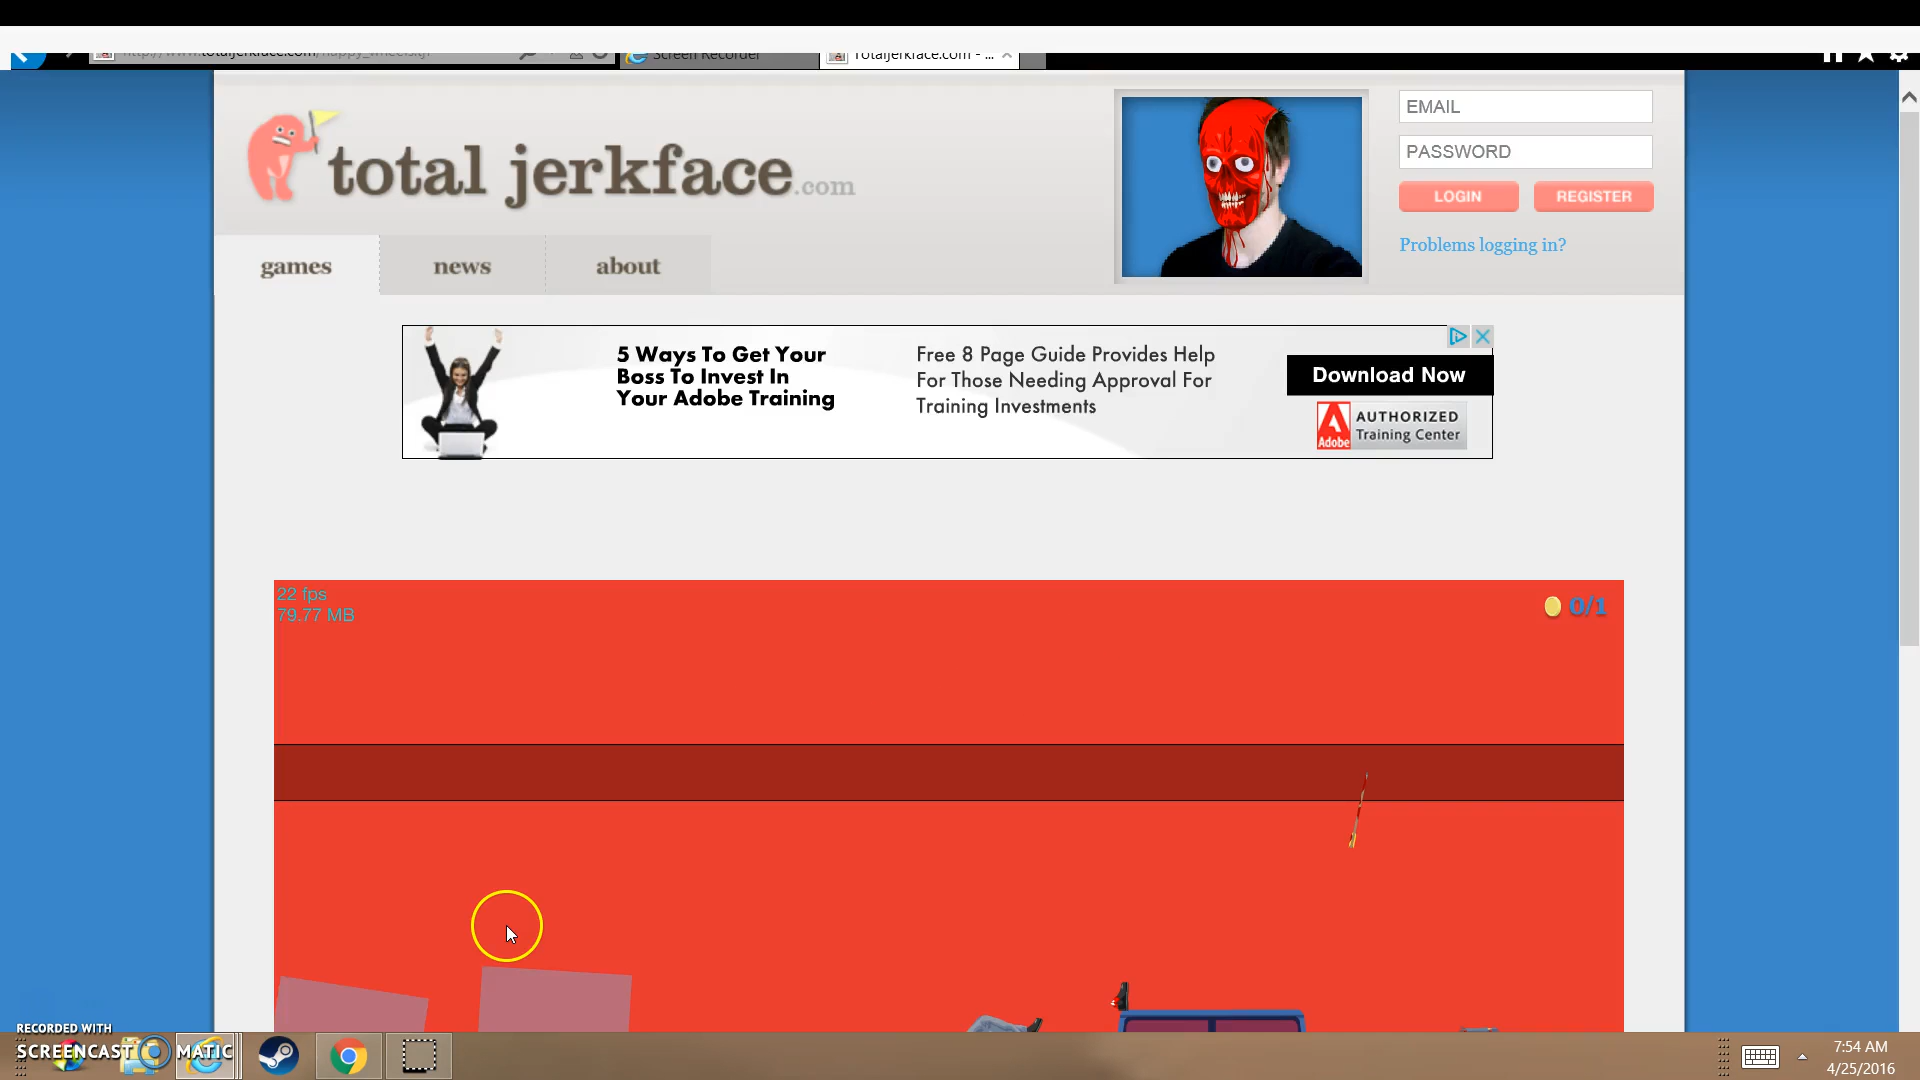 Screen Recorder
Totaljerkface.com - ...
total jerkface.com
EMAIL
PASSWORD
LOGIN
REGISTER
Problems logging in?
games
news
about
5 Ways To Get Your
Boss To Invest In
Your Adobe Training
Free 8 Page Guide Provides Help
For Those Needing Approval For
Training Investments
Download Now
Adobe
AUTHORIZED
Training Center
22 fps
79.77 MB
0/1
RECORDED WITH
SCREENCAST MATIC
7:54 AM
4/25/2016